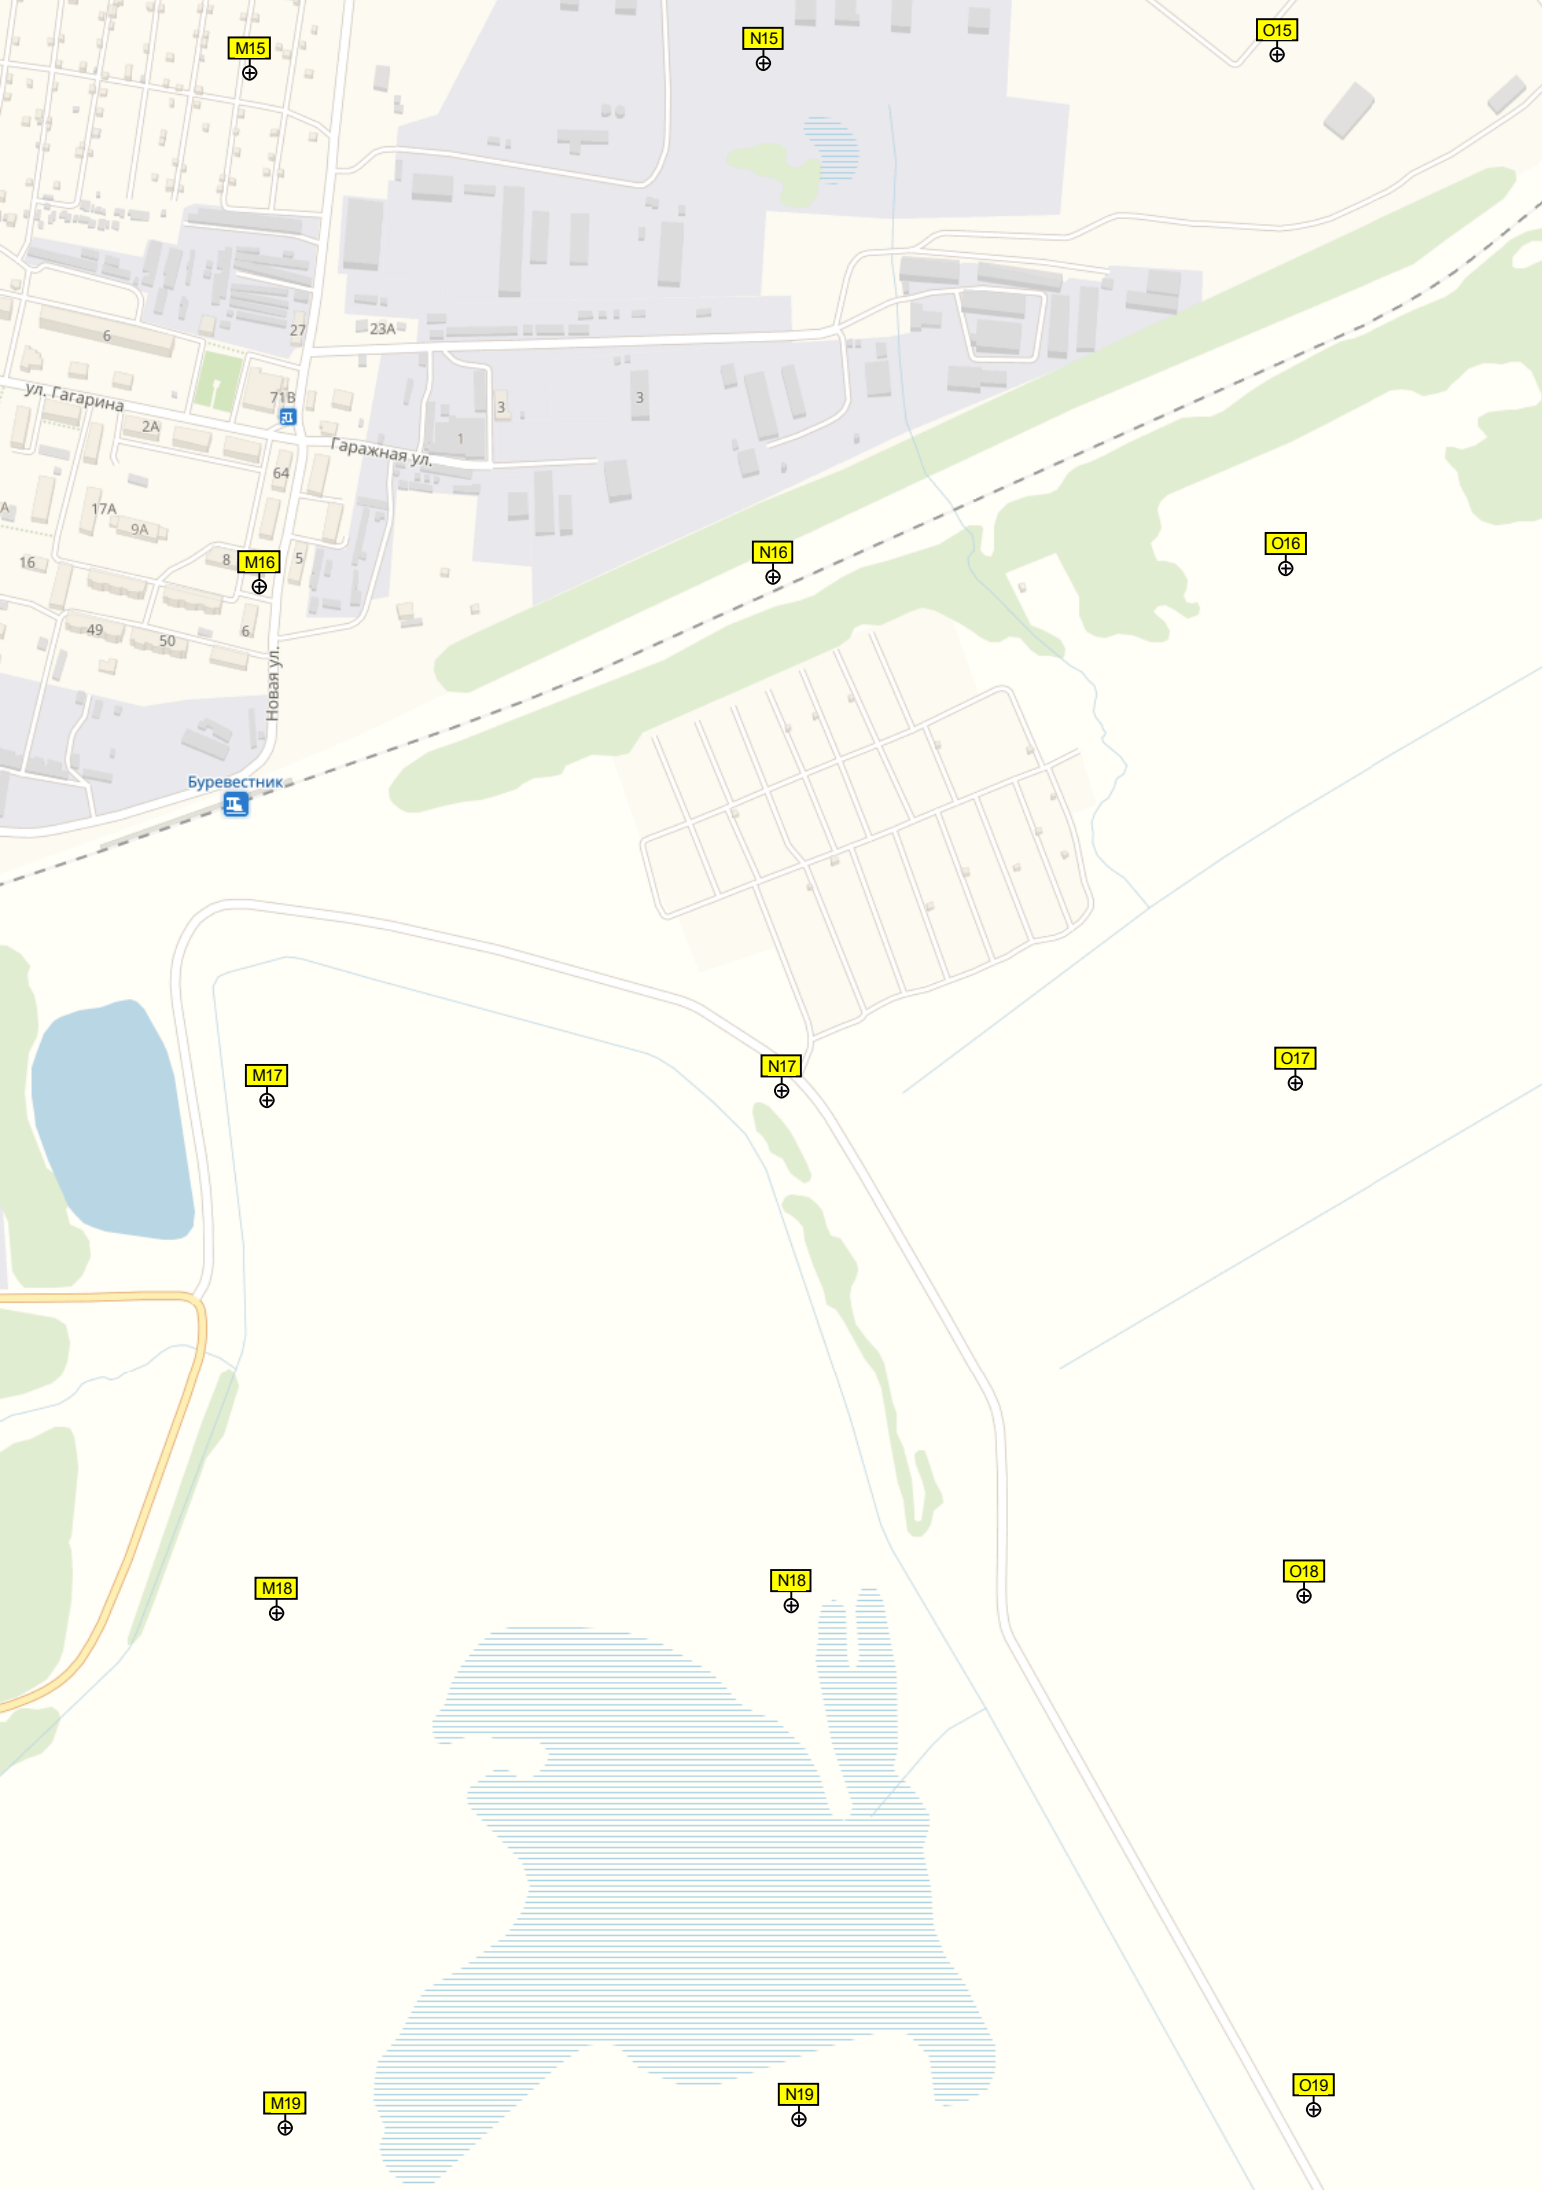 O15
N15
M15
27
23А
6
ул. Гагарина
71В
3
3
2А
1
Гаражная ул.
64
А
17А
9А
O16
N16
16
8
M16
5
49
50
6
Новая ул.
Буревестник
O17
N17
M17
O18
N18
M18
O19
N19
M19